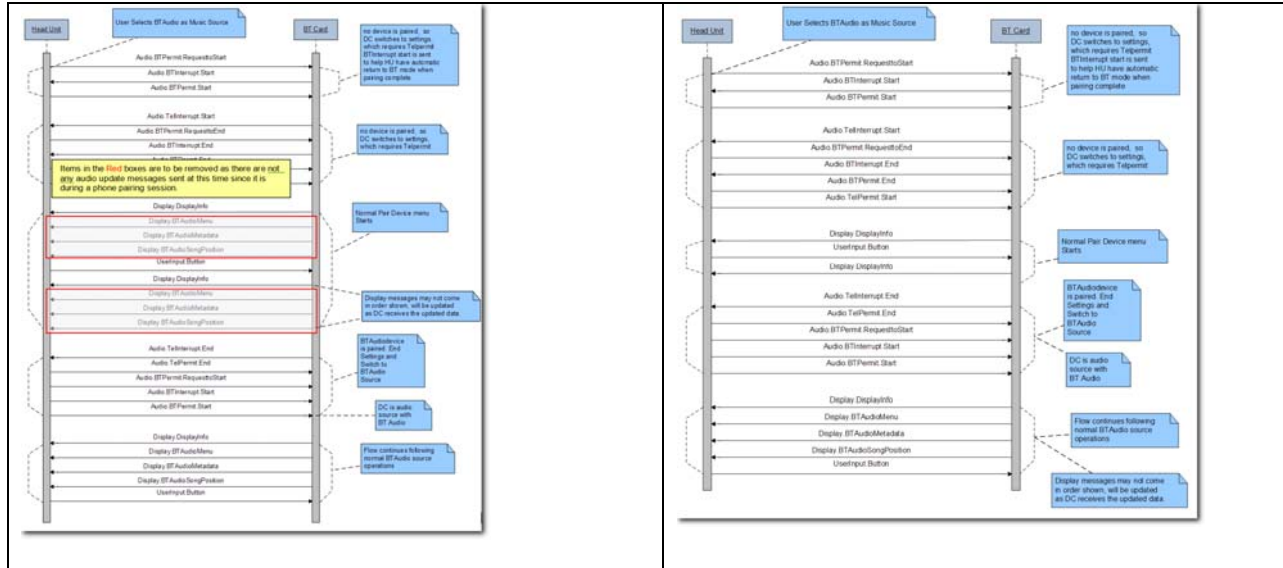 User Selects BTAudio as Music Source
Head Unit
BT Card
no device is paired, so
DC switches to settings,
which requires Telpermit
BTInterrupt start is sent
to help HU have automatic
return to BT mode when
pairing complete
Audio.BTPermit.RequesttoStart
Audio.BTInterrupt.Start
Audio.BTPermit.Start
Audio.TelInterrupt.Start
Audio.BTPermit.RequestoEnd
Audio.BTInterrupt.End
no device is paired, so
DC switches to settings,
which requires Telpermit
Items in the Red boxes are to be removed as there are not
any audio update messages sent at this time since it is
during a phone pairing session.
Display.DisplayInfo
Display.BTAudioMenu
Display.BTAudioMetadata
Display.BTAudioSongPosition
UserInput.Button
Normal Pair Device menu
Starts
Display.DisplayInfo
Display.BTAudioMenu
Display.BTAudioMetadata
Display.BTAudioSongPosition
Display messages may not come
in order shown, will be updated
as DC receives the updated data.
Audio.TelInterrupt.End
Audio.TelPermit.End
Audio.BTPermit.RequesttoStart
Audio.BTInterrupt.Start
Audio.BTPermit.Start
BTAudiodevice
is paired. End
Settings and
Switch to
BTAudio
Source
DC is audio
source with
BT Audio
Display.DisplayInfo
Display.BTAudioMenu
Display.BTAudioMetadata
Display.BTAudioSongPosition
UserInput.Button
Flow continues following
normal BTAudio source
operations
User Selects BTAudio as Music Source
Head Unit
BT Card
no device is paired, so
DC switches to settings,
which requires Telpermit
BTInterrupt start is sent
to help HU have automatic
return to BT mode when
pairing complete
Audio.BTPermit.RequesttoStart
Audio.BTInterrupt.Start
Audio.BTPermit.Start
Audio.TelInterrupt.Start
Audio.BTPermit.RequestoEnd
Audio.BTInterrupt.End
Audio.BTPermit.End
Audio.TelPermit.Start
no device is paired, so
DC switches to settings,
which requires Telpermit
Display.DisplayInfo
UserInput.Button
Display.DisplayInfo
Normal Pair Device menu
Starts
Audio.TelInterrupt.End
Audio.TelPermit.End
Audio.BTPermit.RequesttoStart
Audio.BTInterrupt.Start
Audio.BTPermit.Start
BTAudiodevice
is paired. End
Settings and
Switch to
BTAudio
Source
DC is audio
source with
BT Audio
Display.DisplayInfo
Display.BTAudioMenu
Display.BTAudioMetadata
Display.BTAudioSongPosition
UserInput.Button
Flow continues following
normal BTAudio source
operations
Display messages may not come
in order shown, will be updated
as DC receives the updated data.